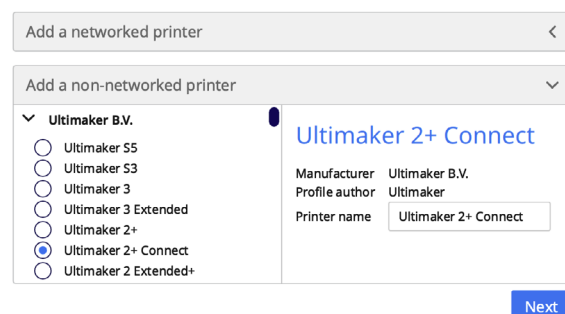 Add a networked printer
Add a non-networked printer
Ultimaker B.V.
Ultimaker S5
Ultimaker S3
Ultimaker 3
Ultimaker 3 Extended
Ultimaker 2+
Ultimaker 2+ Connect
Ultimaker 2 Extended+
Ultimaker 2+ Connect
Manufacturer Ultimaker B.V.
Profile author Ultimaker
Printer name Ultimaker 2+ Connect
Next